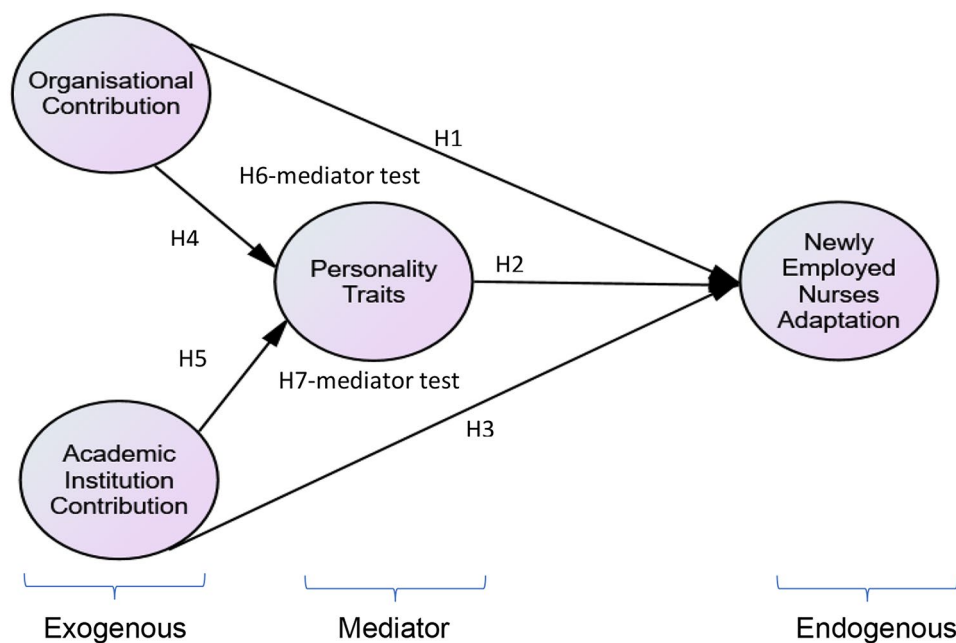 Organisational
Contribution
H1
H6-mediator test
H4
Personality
Traits
H2
Newly
Employed
Nurses
Adaptation
H5
H7-mediator test
H3
Academic
Institution
Contribution
Exogenous
Mediator
Endogenous